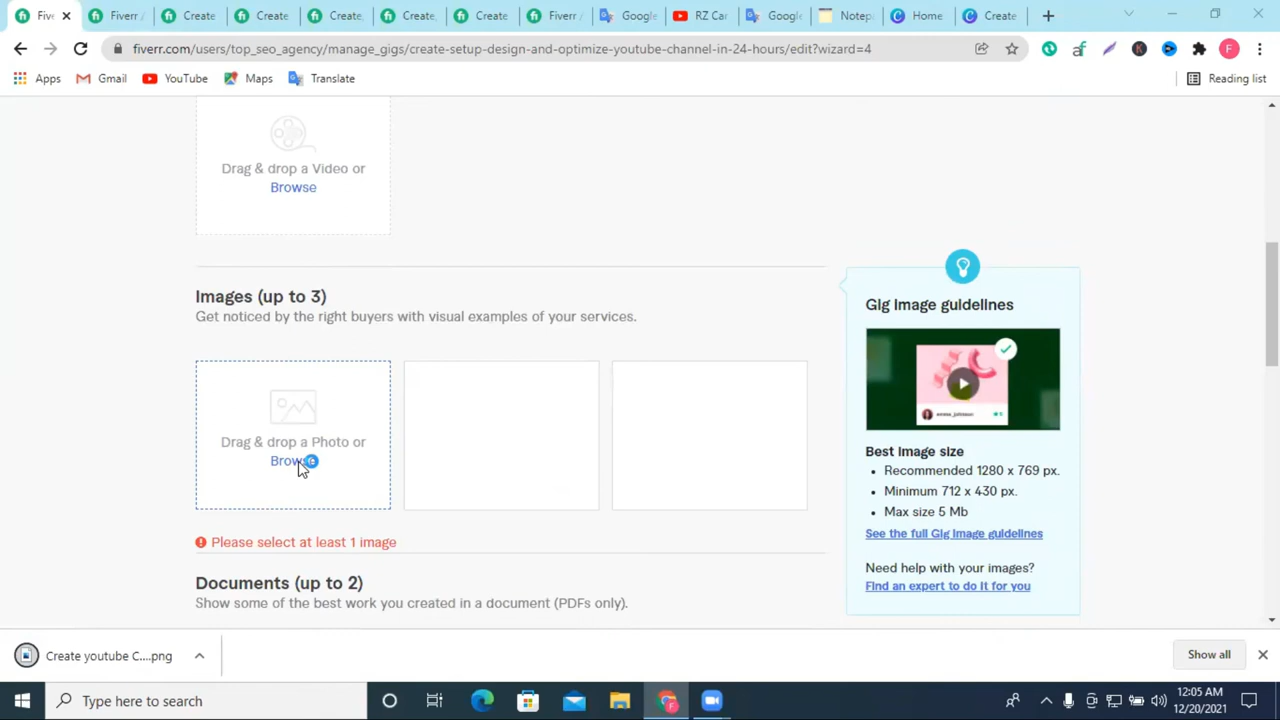 Fiv
Fiverr /
Create
Create
Create
Create
Create
Fiverr /
Google
RZ Car
Google
Notep
Home
Create
fiverr.com/users/top_seo_agency/manage_gigs/create-setup-design-and-optimize-youtube-channel-in-24-hours/edit?wizard=4
F
Apps
Gmail
YouTube
Maps
Translate
Reading list
Drag & drop a Video or
Browse
Images (up to 3)
Get noticed by the right buyers with visual examples of your services.
Drag & drop a Photo or
Brows
Please select at least 1 image
Gig Image guidelines
Best image size
Recommended 1280 x 769 px.
Minimum 712 x 430 px.
Max size 5 Mb
See the full Gig image guidelines
Need help with your images?
Find an expert to do it for you
Documents (up to 2)
Show some of the best work you created in a document (PDFs only).
Create youtube C....png
Show all
Type here to search
12:05 AM
12/20/2021